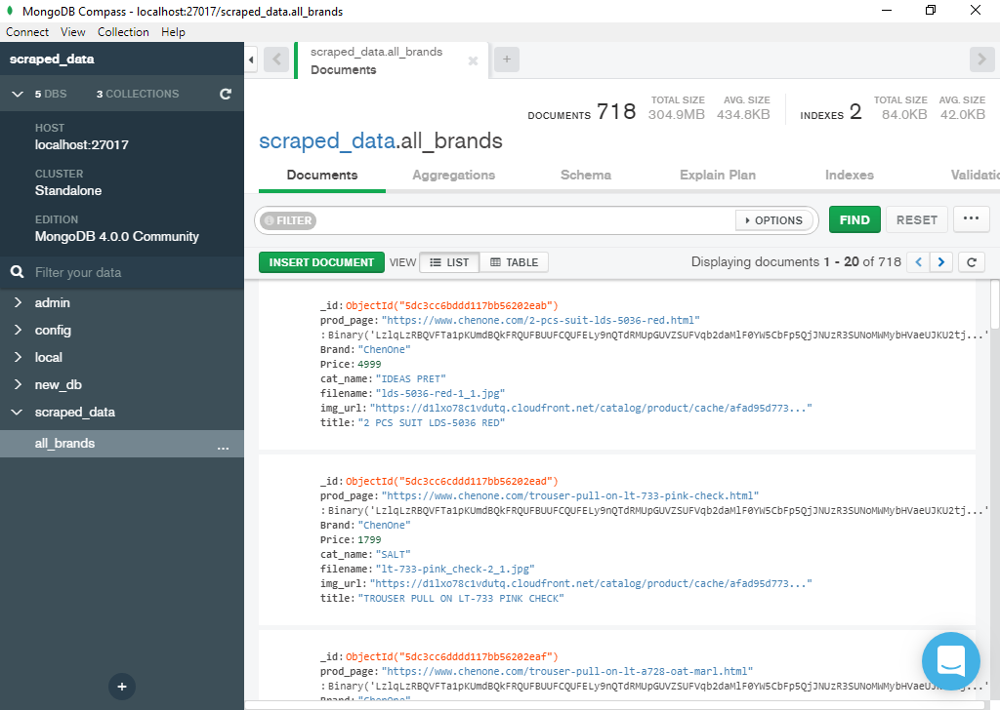 MongoDB Compass - localhost:27017/scraped_data.all_brands
Connect View Collection Help
scraped_data
5 DBS 3 COLLECTIONS
HOST
localhost:27017
CLUSTER
Standalone
EDITION
MongoDB 4.0.0 Community
Filter your data
admin
config
local
new_db
scraped_data
all_brands ...
+
scraped_data.all_brands
Documents
+
DOCUMENTS 718 TOTAL SIZE 304.9MB AVG. SIZE 434.8KB INDEXES 2 TOTAL SIZE 84.0KB AVG. SIZE 42.0KB
scraped_data.all_brands
Documents Aggregations Schema Explain Plan Indexes Validatio
FILTER OPTIONS FIND RESET ...
INSERT DOCUMENT VIEW LIST TABLE Displaying documents 1 - 20 of 718
_id: ObjectId("5dc3cc6bddd117bb56202eab")
prod_page: "https://www.chenone.com/2-pcs-suit-lds-5036-red.html"
: Binary('LzlqLzRBQVFTa1pKUmdBQkFRQUFBUUFCQUFELy9nQTdRMUpGUVZSUFVqb2daMlF0YW5CbFp5QjJNUzR3SUNoMWMybHVaeUJKU2tj...'
Brand: "ChenOne"
Price: 4999
cat_name: "IDEAS PRET"
filename: "lds-5036-red-1_1.jpg"
img_url: "https://d1lxo78c1vdutq.cloudfront.net/catalog/product/cache/afad95d773..."
title: "2 PCS SUIT LDS-5036 RED"
_id: ObjectId("5dc3cc6cddd117bb56202ead")
prod_page: "https://www.chenone.com/trouser-pull-on-lt-733-pink-check.html"
: Binary('LzlqLzRBQVFTa1pKUmdBQkFRQUFBUUFCQUFELy9nQTdRMUpGUVZSUFVqb2daMlF0YW5CbFp5QjJNUzR3SUNoMWMybHVaeUJKU2tj...'
Brand: "ChenOne"
Price: 1799
cat_name: "SALT"
filename: "lt-733-pink_check-2_1.jpg"
img_url: "https://d1lxo78c1vdutq.cloudfront.net/catalog/product/cache/afad95d773..."
title: "TROUSER PULL ON LT-733 PINK CHECK"
_id: ObjectId("5dc3cc6dddd117bb56202eaf")
prod_page: "https://www.chenone.com/trouser-pull-on-lt-a728-oat-marl.html"
Brand: "ChenOne"